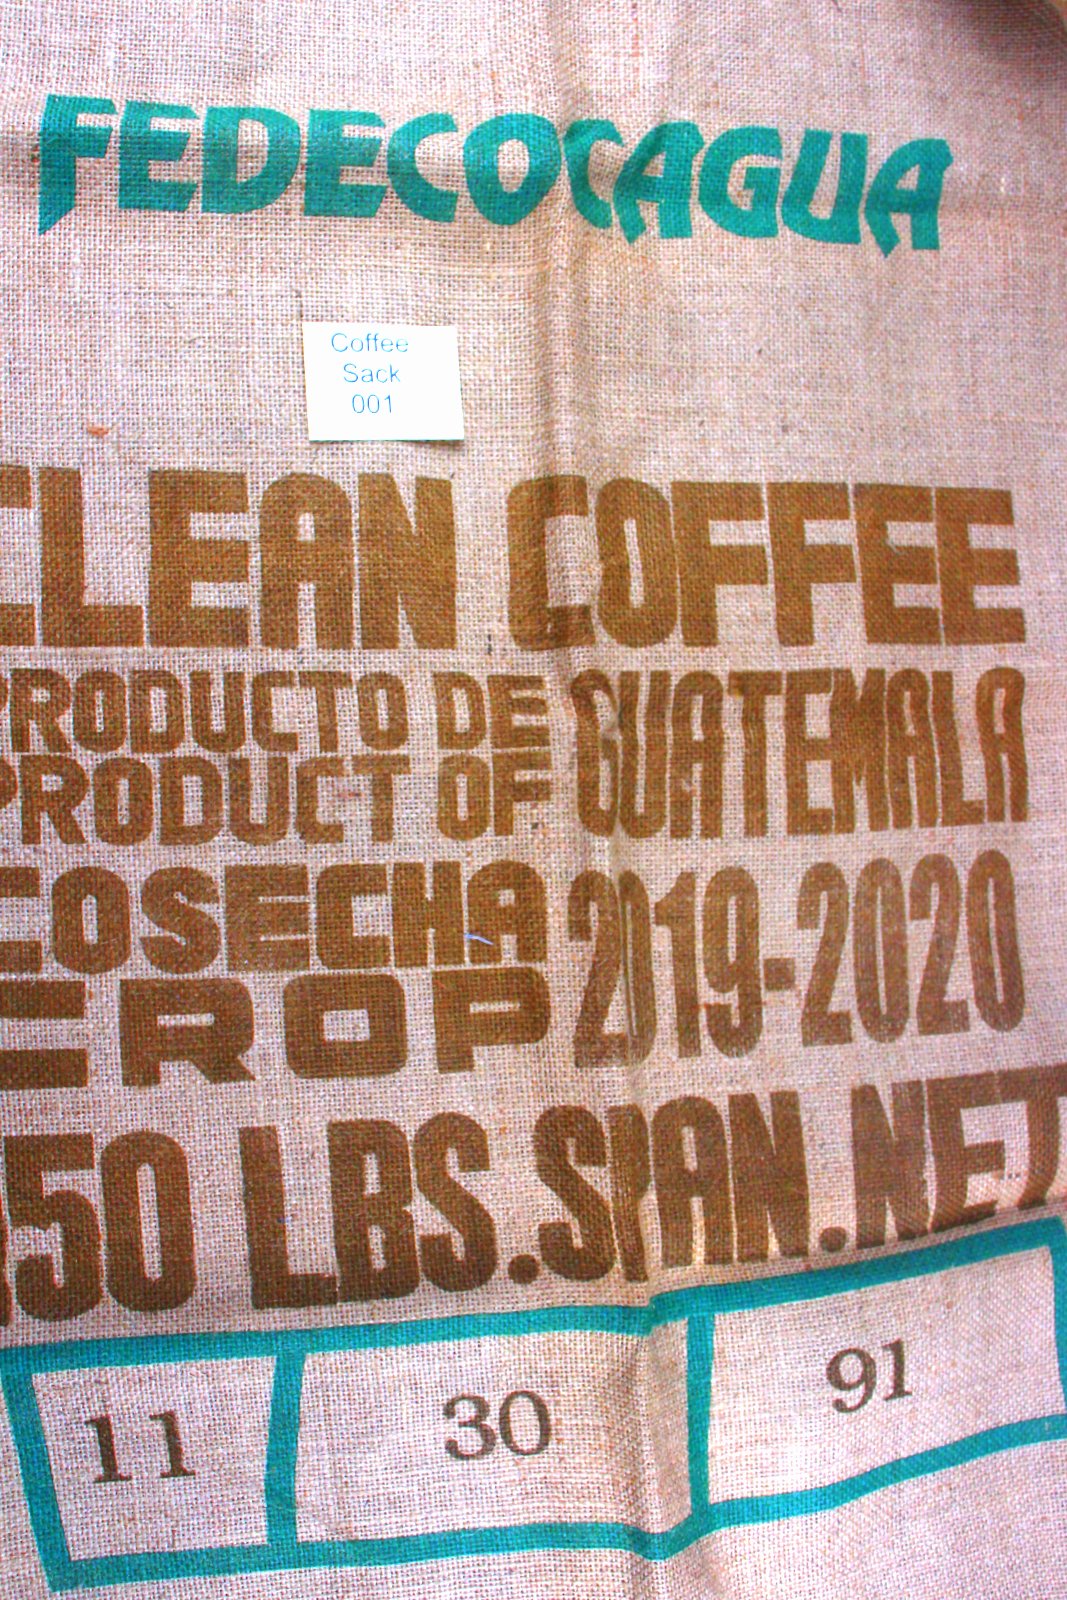 FEDECOCAGUA
Coffee
Sack
001
CLEAN COFFEE
PRODUCTO DE
PRODUCT OF
GUATEMALA
COSECHA
CROP
2019-2020
150 LBS.SPAN.NET
11 30 91